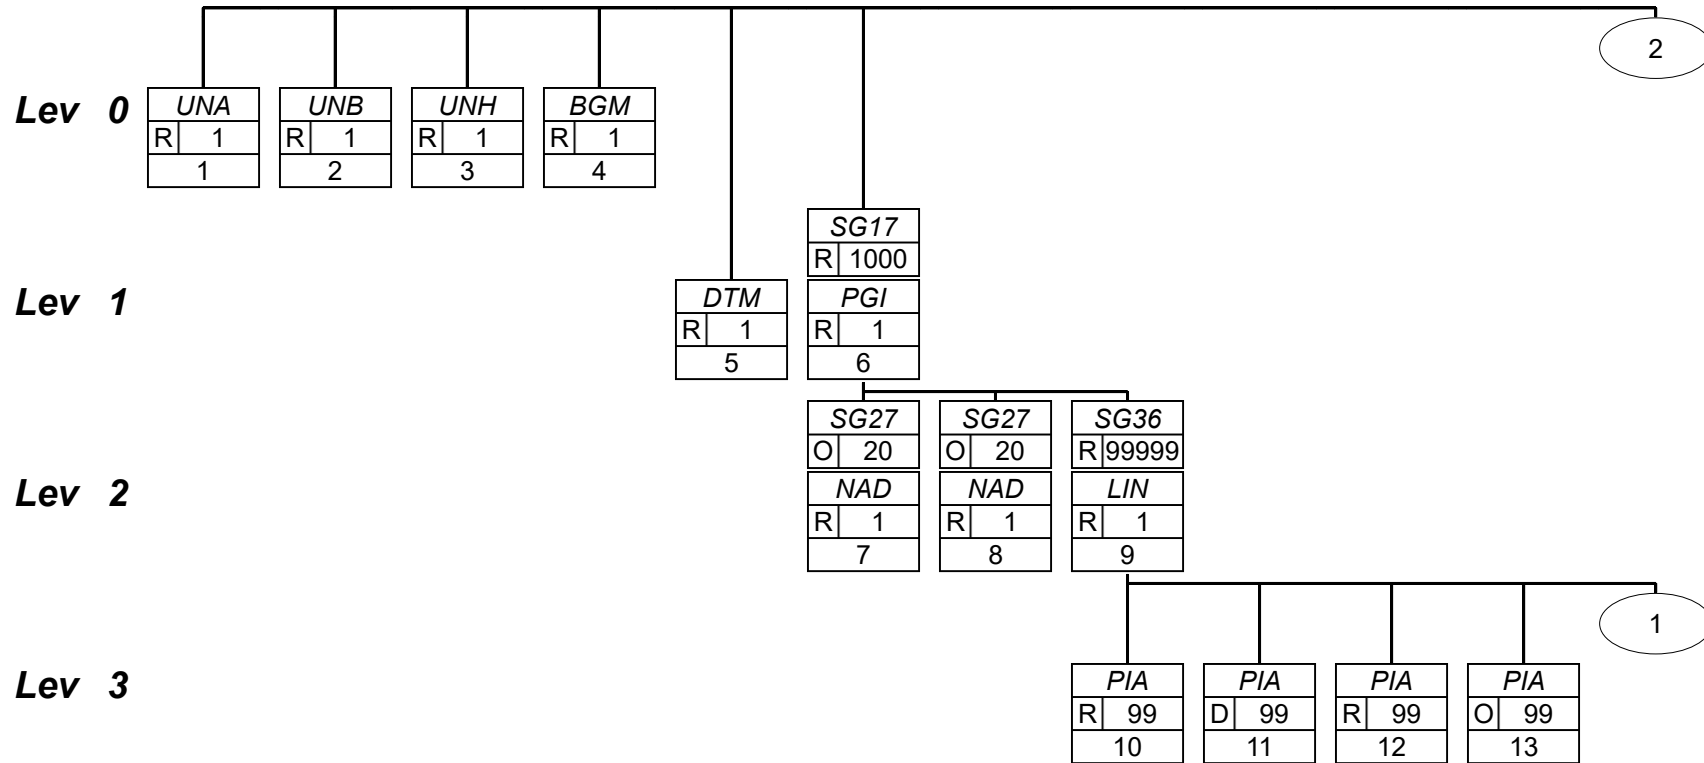 2
Lev 0
UNA UNB UNH BGM
R 1 R 1 R 1 R 1
1 2 3 4
SG17
R 1000
Lev 1
DTM PGI
R 1 R 1
5 6
SG27 SG27 SG36
O 20 O 20 R 99999
Lev 2
NAD NAD LIN
R 1 R 1 R 1
7 8 9
1
Lev 3
PIA PIA PIA PIA
R 99 D 99 R 99 O 99
10 11 12 13